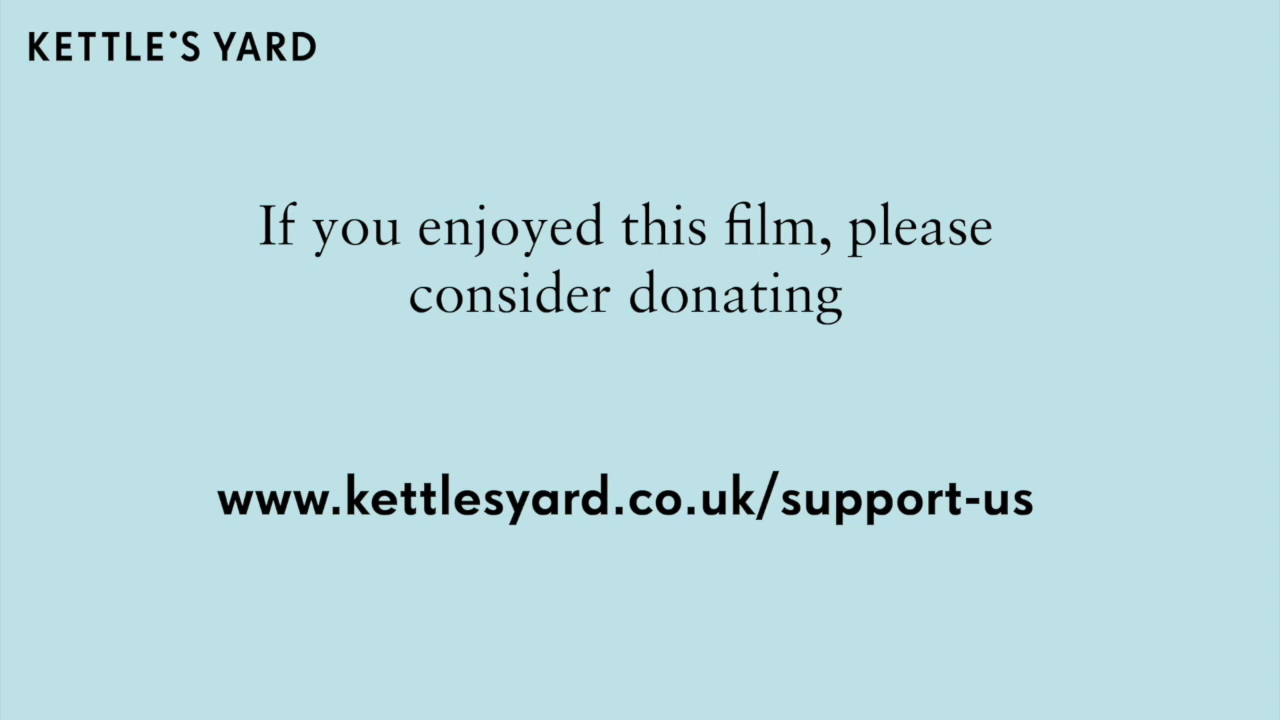 KETTLE'S YARD
If you enjoyed this film, please
consider donating
www.kettlesyard.co.uk/support-us